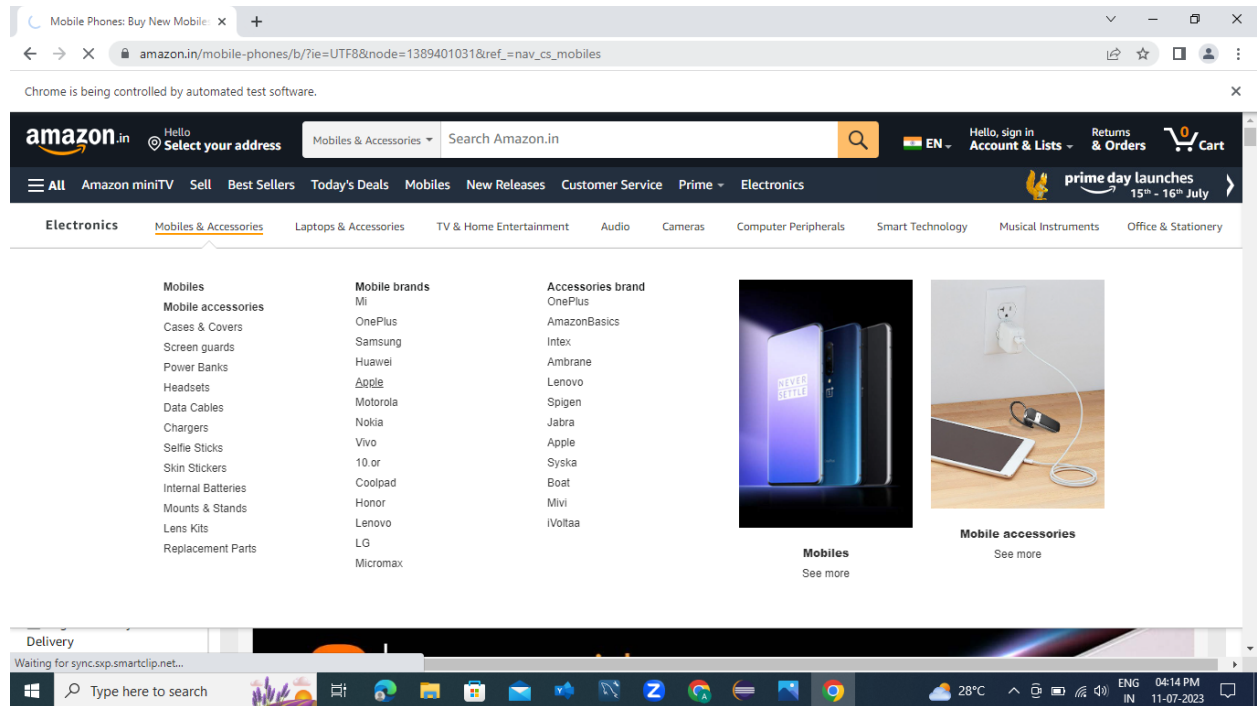 Mobile Phones: Buy New Mobile
amazon.in/mobile-phones/b/?ie=UTF8&node=1389401031&ref_=nav_cs_mobiles
Chrome is being controlled by automated test software.
amazon.in
Hello
Select your address
Mobiles & Accessories
Search Amazon.in
EN
Hello, sign in
Account & Lists
Returns
& Orders
0
Cart
All Amazon miniTV Sell Best Sellers Today's Deals Mobiles New Releases Customer Service Prime Electronics
prime day launches
15th - 16th July
Electronics Mobiles & Accessories Laptops & Accessories TV & Home Entertainment Audio Cameras Computer Peripherals Smart Technology Musical Instruments Office & Stationery
Mobiles
Mobile accessories
Cases & Covers
Screen guards
Power Banks
Headsets
Data Cables
Chargers
Selfie Sticks
Skin Stickers
Internal Batteries
Mounts & Stands
Lens Kits
Replacement Parts
Mobile brands
Mi
OnePlus
Samsung
Huawei
Apple
Motorola
Nokia
Vivo
10.or
Coolpad
Honor
Lenovo
LG
Micromax
Accessories brand
OnePlus
AmazonBasics
Intex
Ambrane
Lenovo
Spigen
Jabra
Apple
Syska
Boat
Mivi
iVoltaa
NEVER
SETTLE
Mobiles
See more
Mobile accessories
See more
Delivery
Waiting for sync.sxp.smartclip.net...
Type here to search
28°C
ENG
IN
04:14 PM
11-07-2023